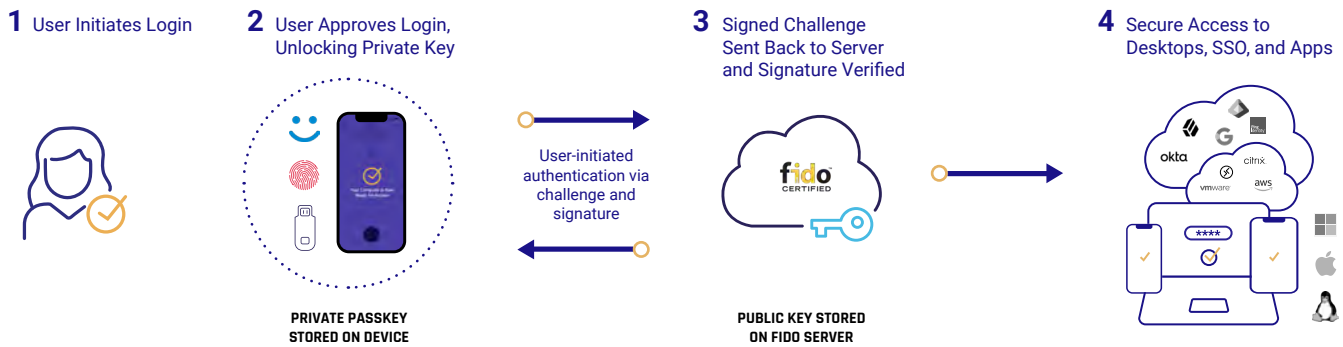 1 User Initiates Login
2 User Approves Login,
Unlocking Private Key
User-initiated
authentication via
challenge and
signature
PRIVATE PASSKEY
STORED ON DEVICE
3 Signed Challenge
Sent Back to Server
and Signature Verified
fido
CERTIFIED
PUBLIC KEY STORED
ON FIDO SERVER
4 Secure Access to
Desktops, SSO, and Apps
G
okta
citrix
vmware
aws
****